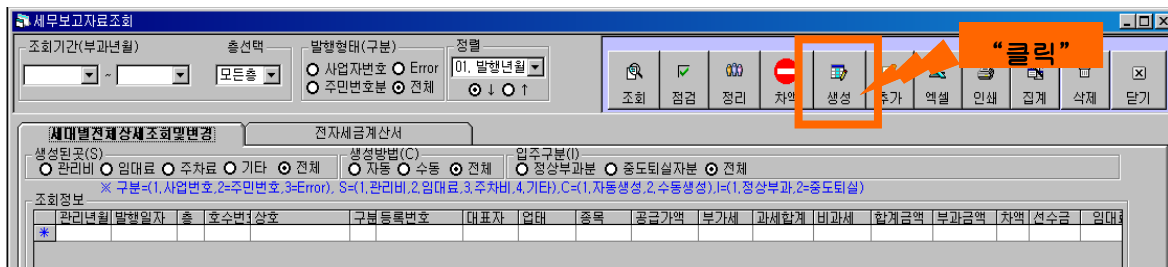 세무보고자료조회
조회기간(부과년월) 층선택 발행형태(구분) 정렬
~ 모든층 사업자번호 Error 01. 발행년월
주민번호분 전체 ↓ ↑
"클릭"
조회 점검 정리 차액 생성 추가 엑셀 인쇄 집계 삭제 닫기
세대별전체상세조회및변경 전자세금계산서
생성된곳(S) 생성방법(C) 입주구분(I)
관리비 임대료 주차료 기타 전체 자동 수동 전체 정상부과분 중도퇴실자분 전체
※ 구분=(1,사업번호,2=주민번호,3=Error), S=(1,관리비,2,임대료,3,주차비,4,기타),C=(1,자동생성,2,수동생성),I=(1,정상부과,2=중도퇴실)
조회정보
관리년월 발행일자 층 호수번호 상호 구분 등록번호 대표자 업태 종목 공급가액 부가세 과세합계 비과세 합계금액 부과금액 차액 선수금 임대료